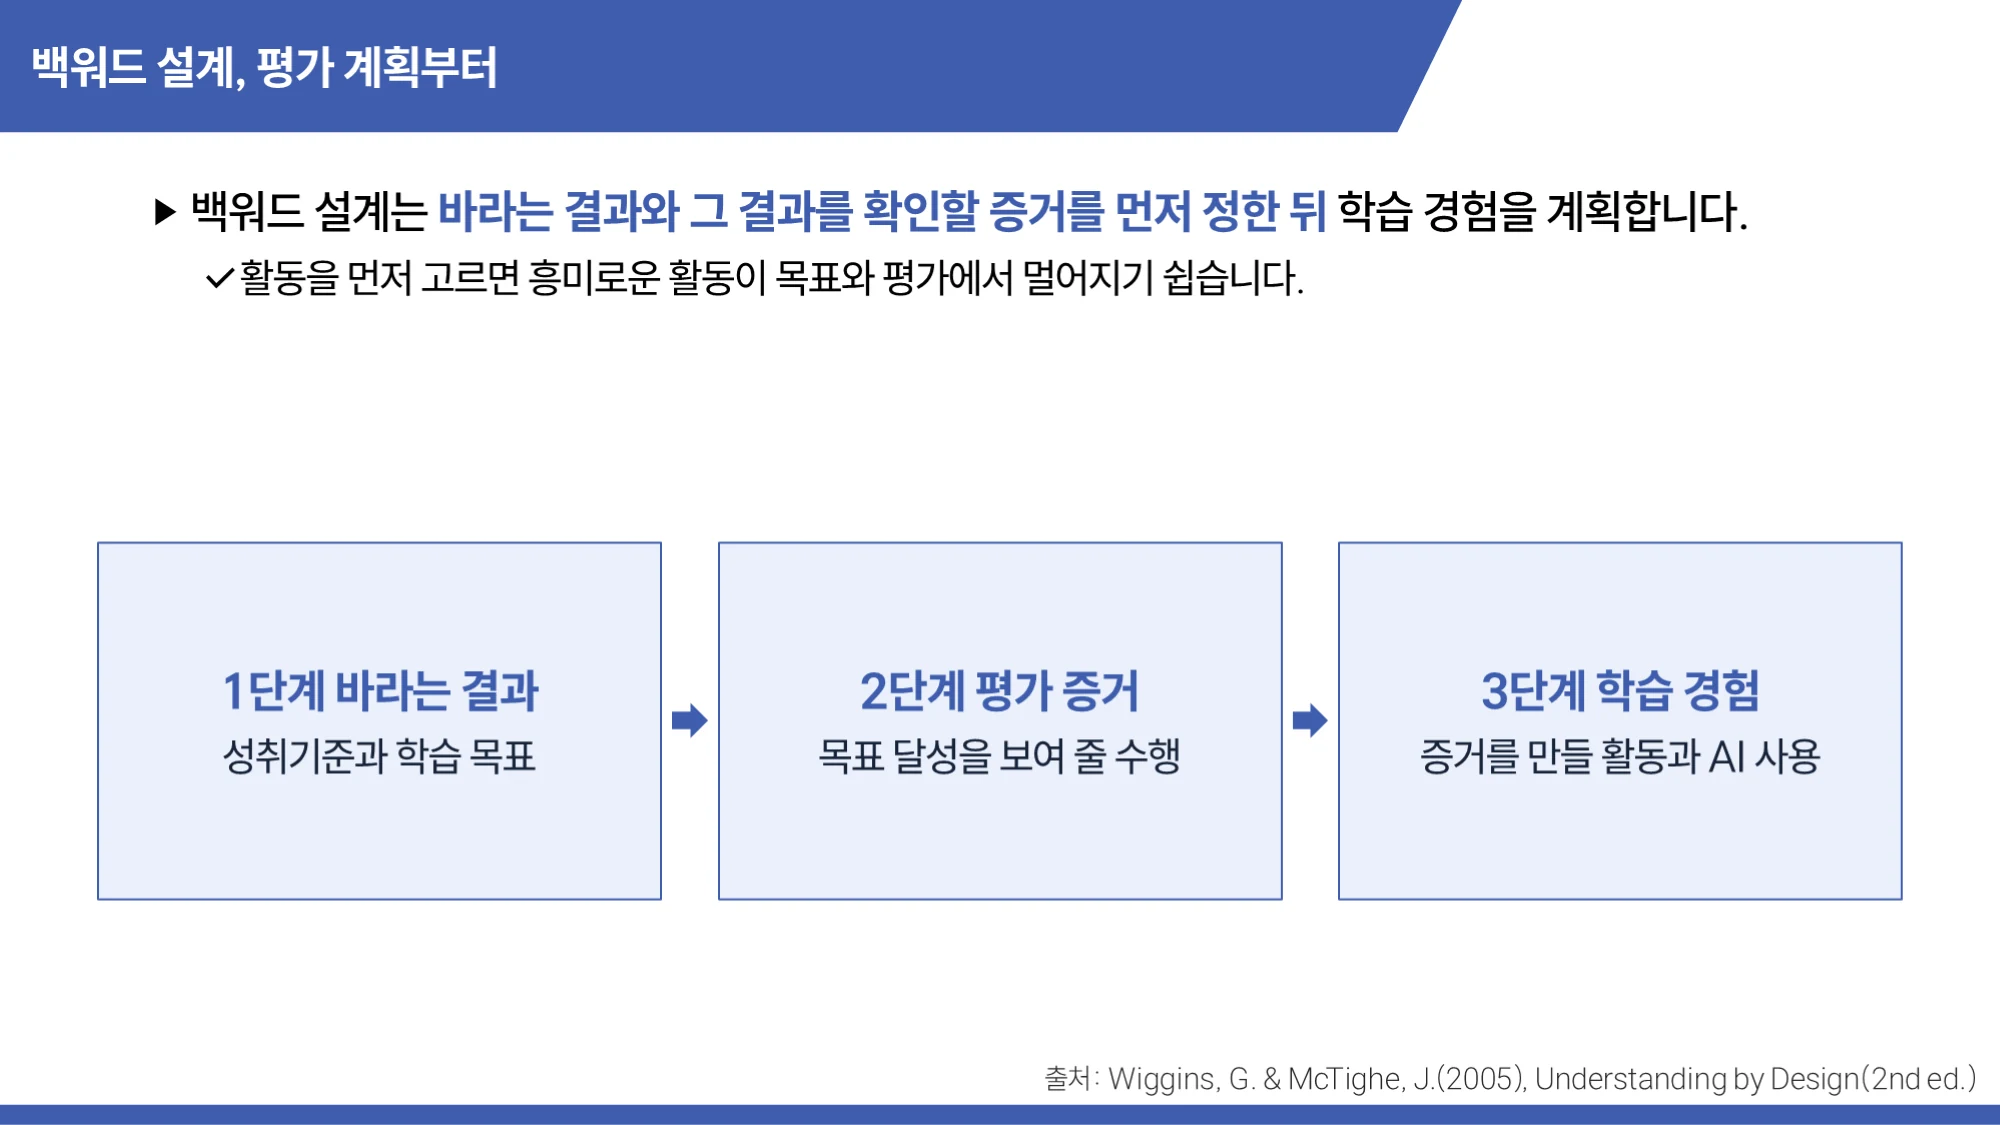 백워드 설계, 평가 계획부터
▶ 백워드 설계는 바라는 결과와 그 결과를 확인할 증거를 먼저 정한 뒤 학습 경험을 계획합니다.
✓ 활동을 먼저 고르면 흥미로운 활동이 목표와 평가에서 멀어지기 쉽습니다.
1단계 바라는 결과
성취기준과 학습 목표
2단계 평가 증거
목표 달성을 보여 줄 수행
3단계 학습 경험
증거를 만들 활동과 AI 사용
출처: Wiggins, G. & McTighe, J.(2005), Understanding by Design(2nd ed.)